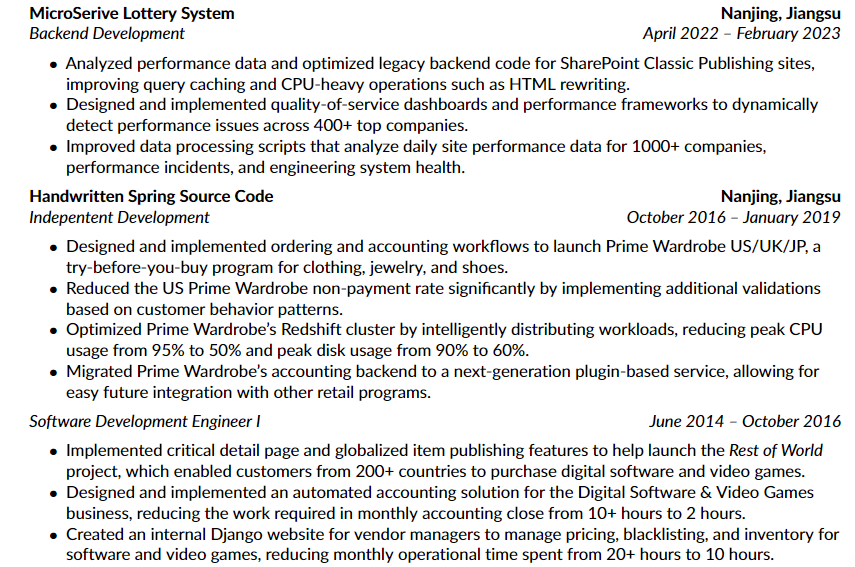 MicroSerive Lottery System Nanjing, Jiangsu
Backend Development April 2022 – February 2023
• Analyzed performance data and optimized legacy backend code for SharePoint Classic Publishing sites,
improving query caching and CPU-heavy operations such as HTML rewriting.
• Designed and implemented quality-of-service dashboards and performance frameworks to dynamically
detect performance issues across 400+ top companies.
• Improved data processing scripts that analyze daily site performance data for 1000+ companies,
performance incidents, and engineering system health.
Handwritten Spring Source Code Nanjing, Jiangsu
Indepentent Development October 2016 – January 2019
• Designed and implemented ordering and accounting workflows to launch Prime Wardrobe US/UK/JP, a
try-before-you-buy program for clothing, jewelry, and shoes.
• Reduced the US Prime Wardrobe non-payment rate significantly by implementing additional validations
based on customer behavior patterns.
• Optimized Prime Wardrobe's Redshift cluster by intelligently distributing workloads, reducing peak CPU
usage from 95% to 50% and peak disk usage from 90% to 60%.
• Migrated Prime Wardrobe's accounting backend to a next-generation plugin-based service, allowing for
easy future integration with other retail programs.
Software Development Engineer I June 2014 – October 2016
• Implemented critical detail page and globalized item publishing features to help launch the Rest of World
project, which enabled customers from 200+ countries to purchase digital software and video games.
• Designed and implemented an automated accounting solution for the Digital Software & Video Games
business, reducing the work required in monthly accounting close from 10+ hours to 2 hours.
• Created an internal Django website for vendor managers to manage pricing, blacklisting, and inventory for
software and video games, reducing monthly operational time spent from 20+ hours to 10 hours.